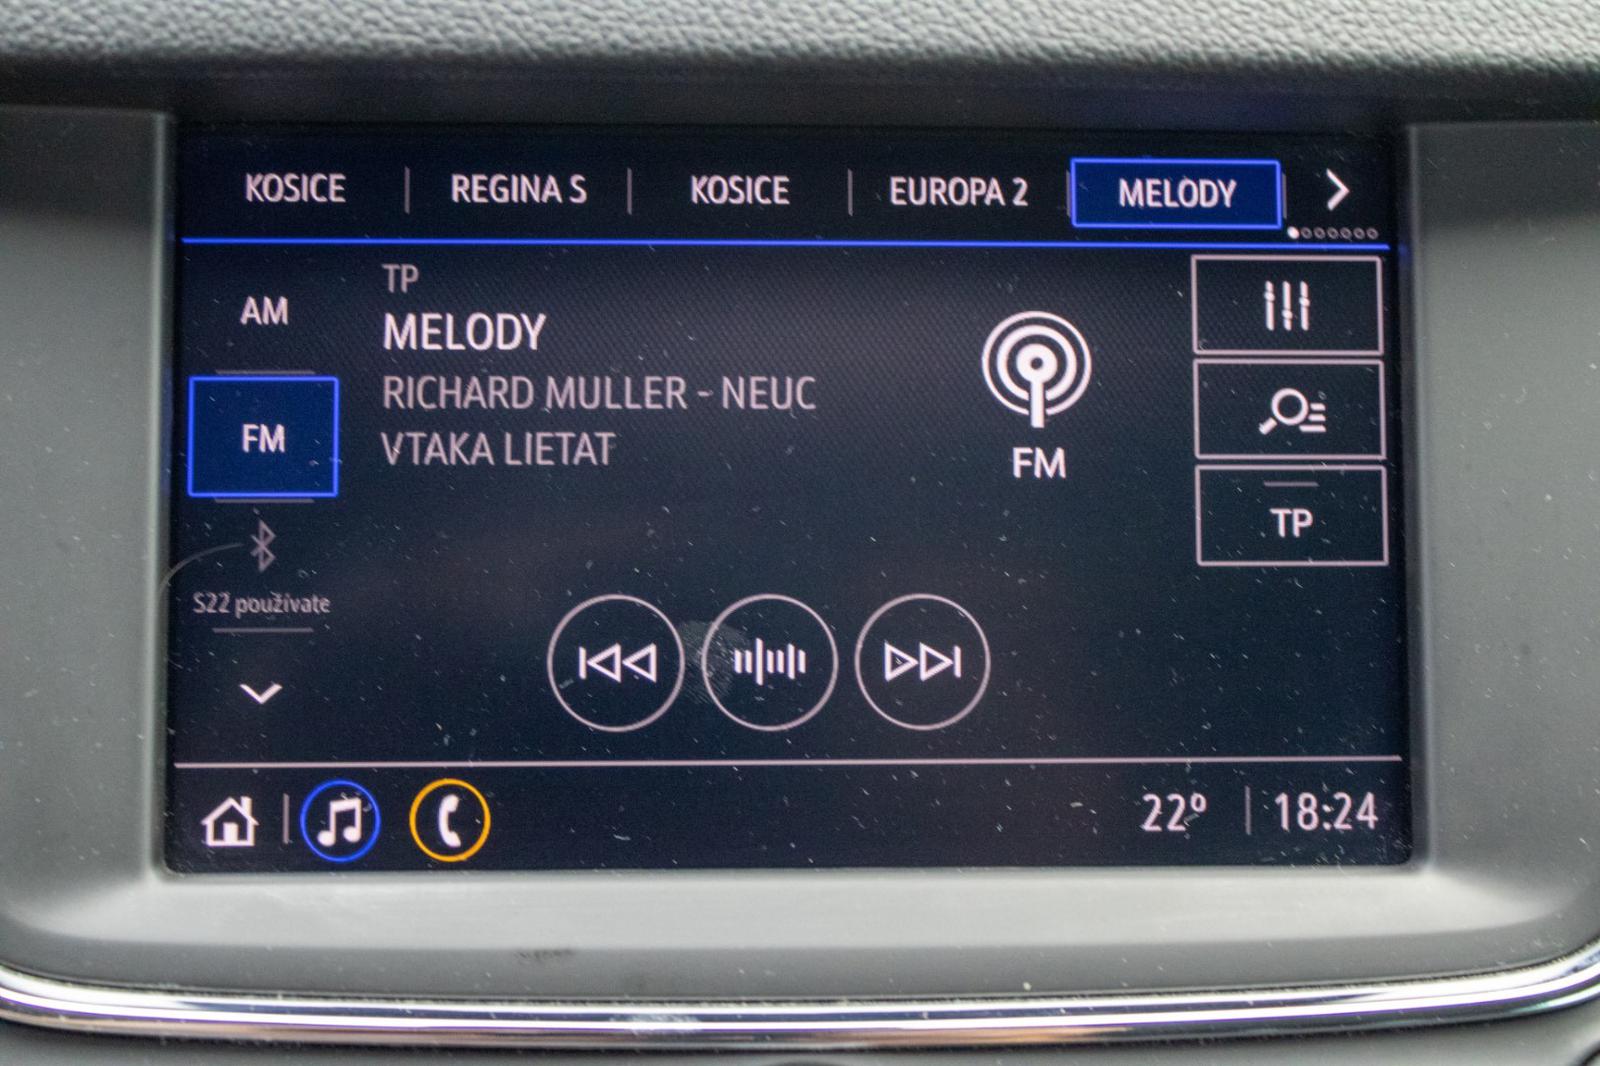 KOSICE REGINA S KOSICE EUROPA 2 MELODY
AM
FM
S22 používate
TP
MELODY
RICHARD MULLER - NEUC
VTAKA LIETAT
FM
TP
22º 18:24